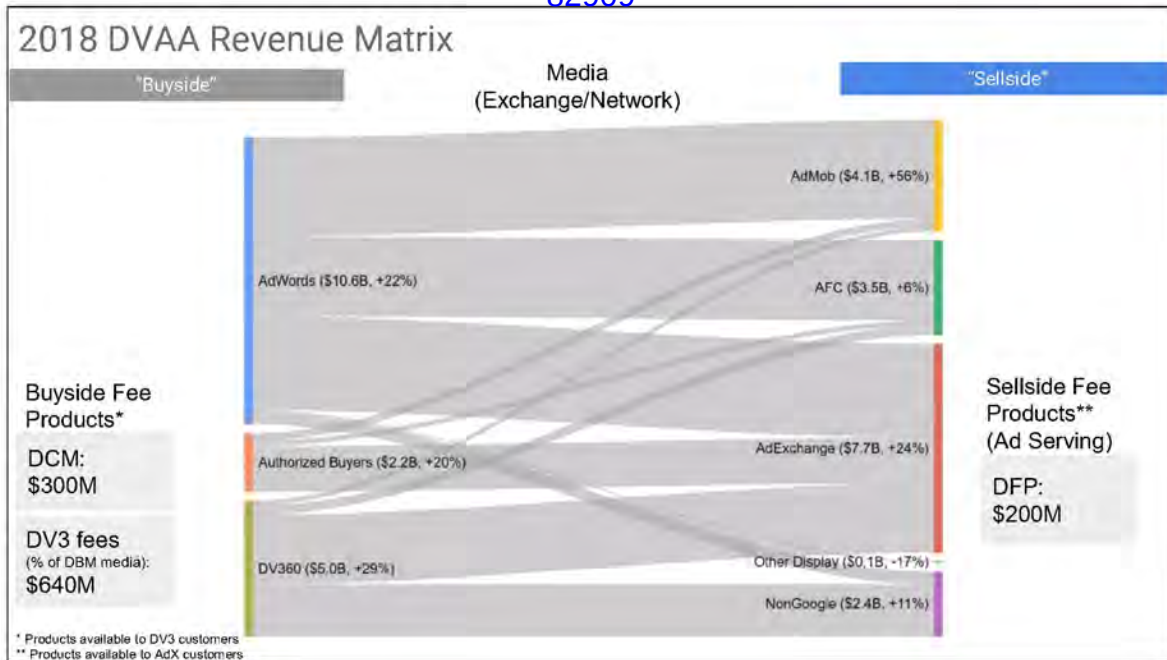 2018 DVAA Revenue Matrix
"Buyside"
Media
(Exchange/Network)
"Sellside"
AdMob ($4.1B, +56%)
AdWords ($10.6B, +22%)
AFC ($3.5B, +6%)
Buyside Fee
Products*
DCM:
$300M
DV3 fees
(% of DBM media):
$640M
Authorized Buyers ($2.2B, +20%)
AdExchange ($7.7B, +24%)
Sellside Fee
Products**
(Ad Serving)
DFP:
$200M
DV360 ($5.0B, +29%)
Other Display ($0.1B, -17%)
NonGoogle ($2.4B, +11%)
* Products available to DV3 customers
** Products available to AdX customers